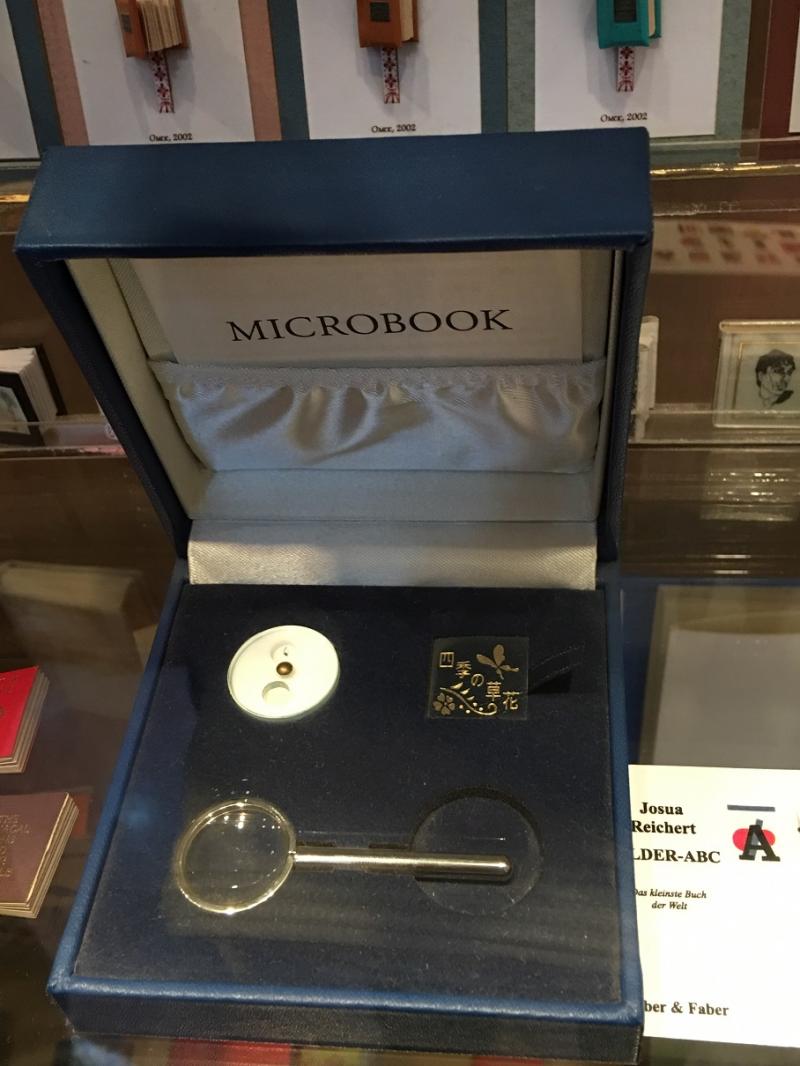 Омск, 2002
Омск, 2002
Омск, 2002
MICROBOOK
四季の草花
Josua
Reichert
LDER-ABC
A
Das kleinste Buch
der Welt
ber & Faber
THE